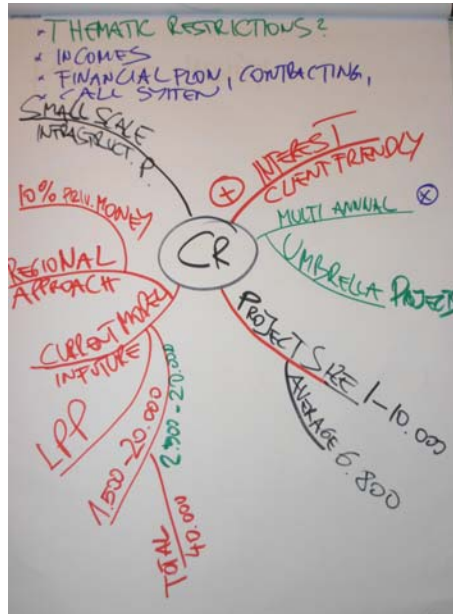 - THEMATIC RESTRICTIONS?
* INCOMES
* FINANCIAL FLOW, CONTRACTING,
~ CALL SYSTEM
SMALL SCALE
INFRASTRUCT. P.
+
INTEREST
CLIENT FRIENDLY
10% PRIV. MONEY
MULTI ANNUAL
x
CR
UMBRELLA PROJECTS
REGIONAL
APPROACH
PROJECT SIZE 1-10.000
AVERAGE 6.800
CURRENT MODEL
IN FUTURE
LPP
1.500-20.000
2.500-20.000
TOTAL
40.000